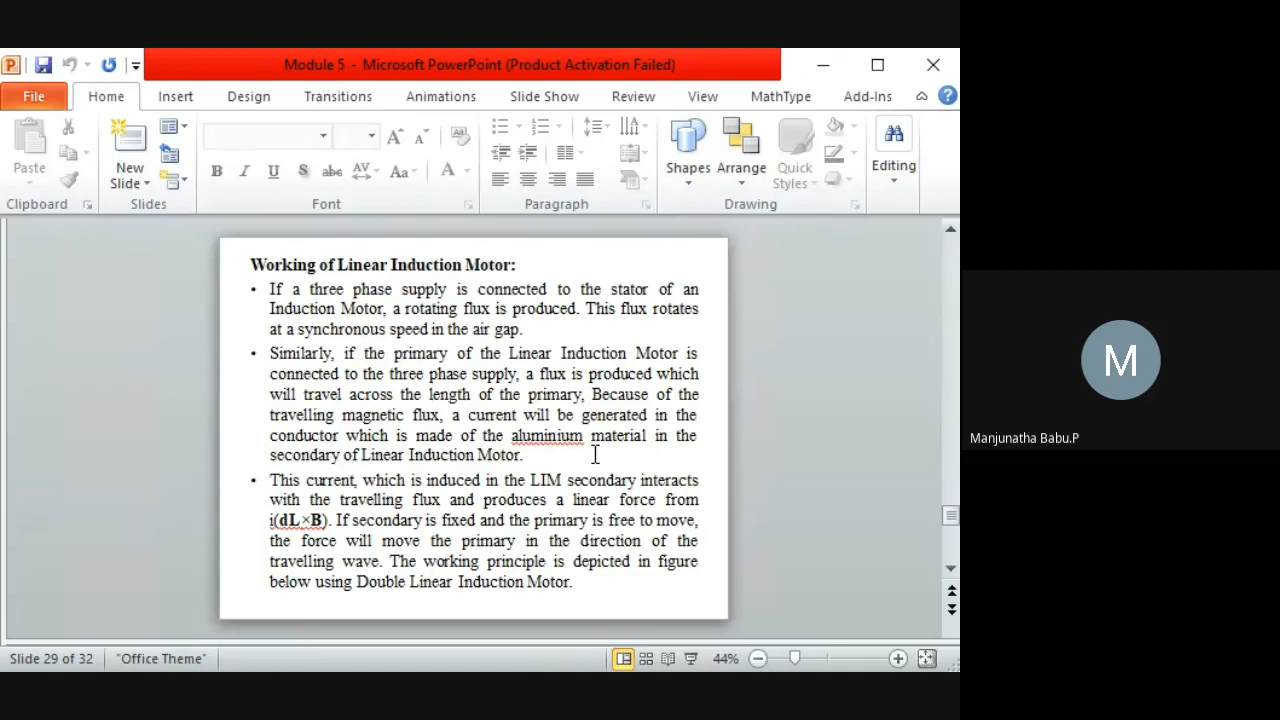 Module 5 - Microsoft PowerPoint (Product Activation Failed)
File Home Insert Design Transitions Animations Slide Show Review View MathType Add-Ins
Paste
New
Slide
Shapes Arrange Quick
Styles
Editing
Clipboard Slides Font Paragraph Drawing
Working of Linear Induction Motor:
• If a three phase supply is connected to the stator of an
Induction Motor, a rotating flux is produced. This flux rotates
at a synchronous speed in the air gap.
• Similarly, if the primary of the Linear Induction Motor is
connected to the three phase supply, a flux is produced which
will travel across the length of the primary, Because of the
travelling magnetic flux, a current will be generated in the
conductor which is made of the aluminium material in the
secondary of Linear Induction Motor.
• This current, which is induced in the LIM secondary interacts
with the travelling flux and produces a linear force from
i(dL×B). If secondary is fixed and the primary is free to move,
the force will move the primary in the direction of the
travelling wave. The working principle is depicted in figure
below using Double Linear Induction Motor.
M
Manjunatha Babu.P
Slide 29 of 32 "Office Theme" 44%